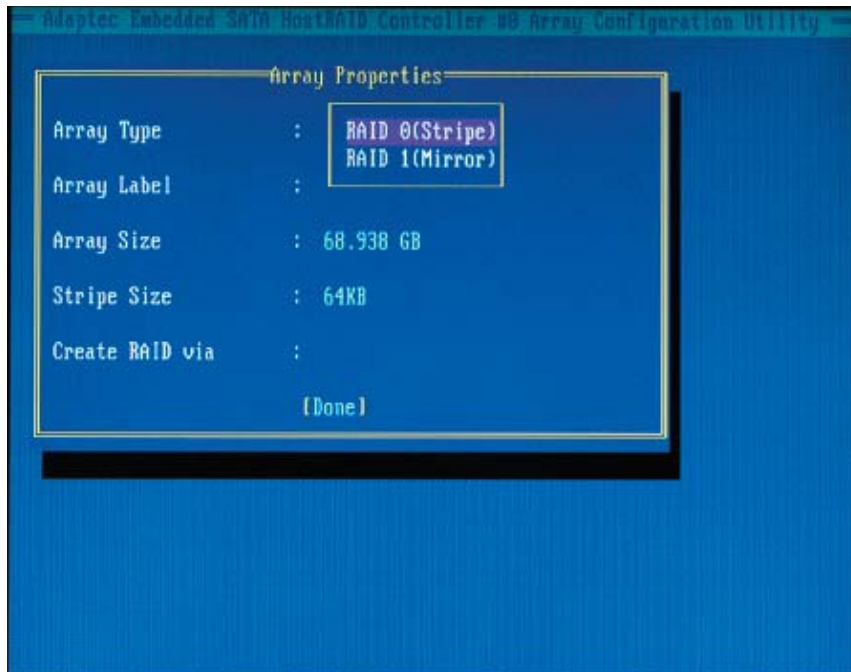 Adaptec Embedded SATA HostRAID Controller #0 Array Configuration Utility
Array Properties
Array Type : RAID 0(Stripe)
RAID 1(Mirror)
Array Label :
Array Size : 68.938 GB
Stripe Size : 64KB
Create RAID via :
[Done]